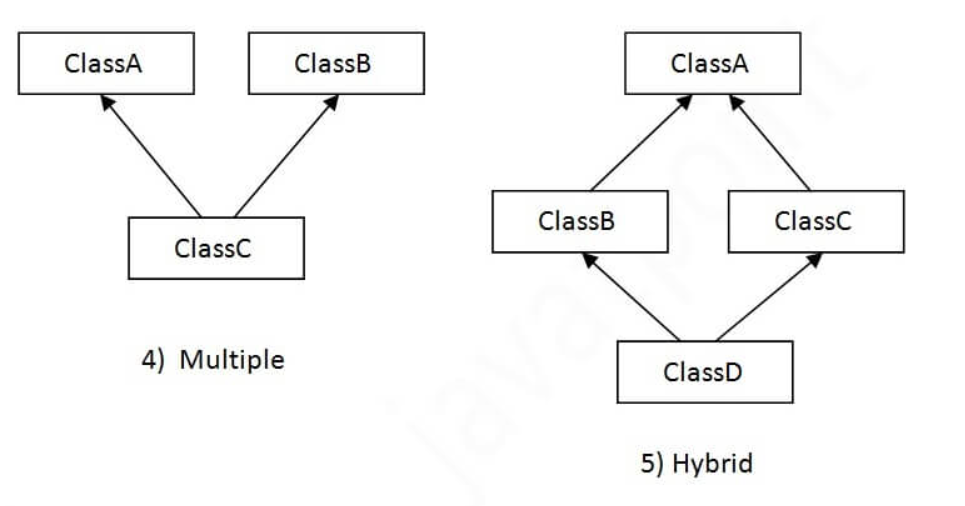 ClassA
ClassB
ClassC
4) Multiple
ClassA
ClassB
ClassC
ClassD
5) Hybrid